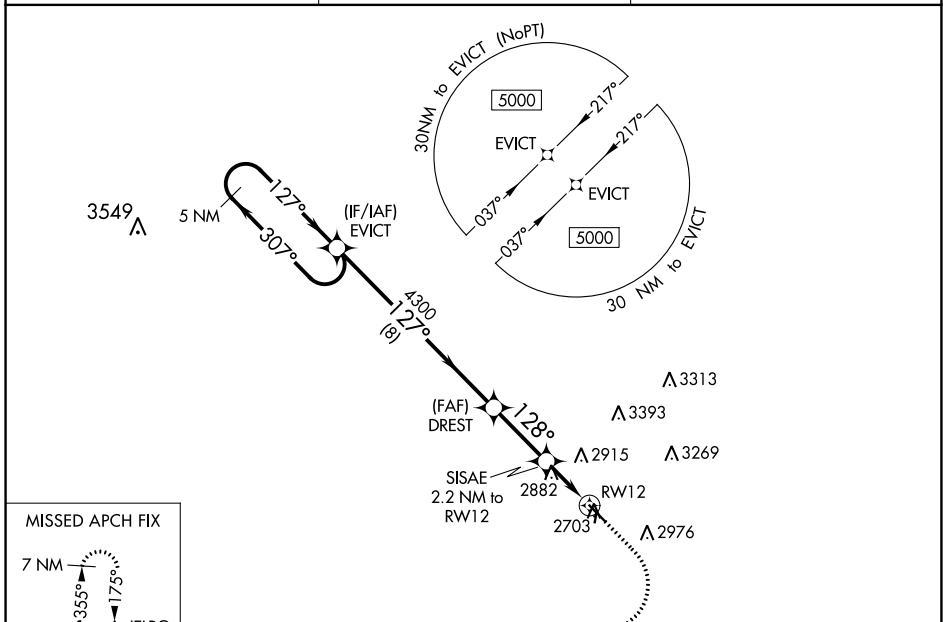 30NM to EVICT (NoPT)
5000
217°
EVICT
037°
217°
EVICT
037°
5000
30 NM to EVICT
3549
5 NM
127°
307°
(IF/IAF)
EVICT
4300
127°
(8)
3313
(FAF)
DREST
128°
3393
2915
3269
SISAE
2.2 NM to
RW12
2882
RW12
2703
2976
MISSED APCH FIX
7 NM
355°
175°